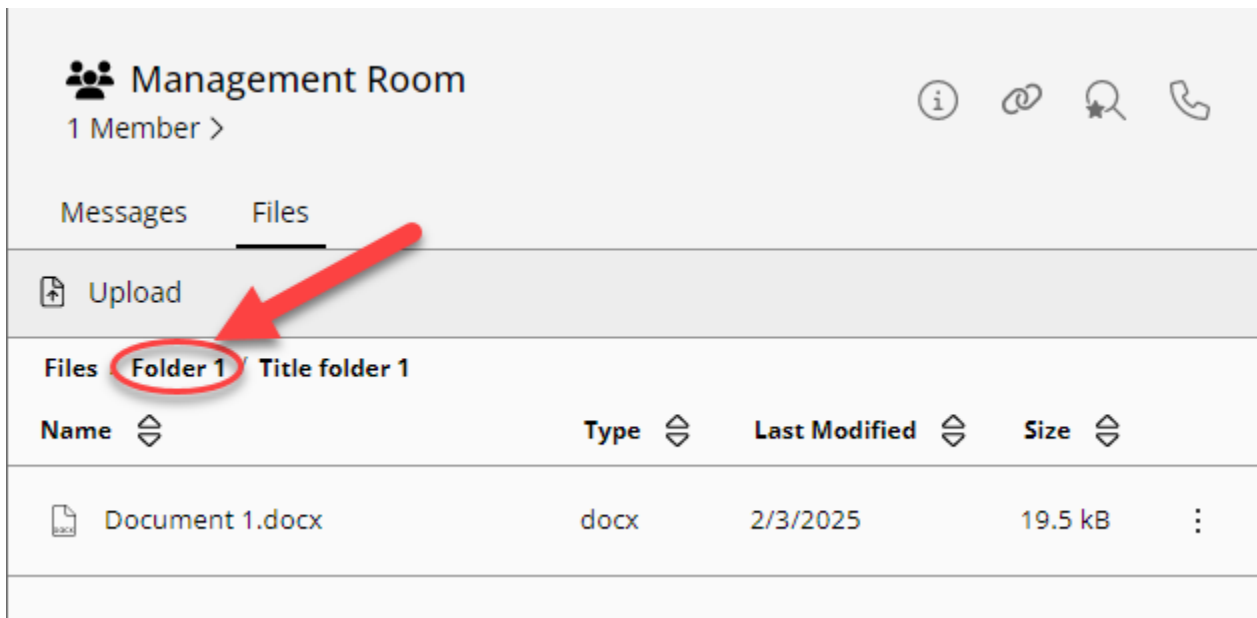 Management Room
1 Member >
Messages Files
Upload
Files / Folder 1 / Title folder 1
Name Type Last Modified Size
Document 1.docx docx 2/3/2025 19.5 kB